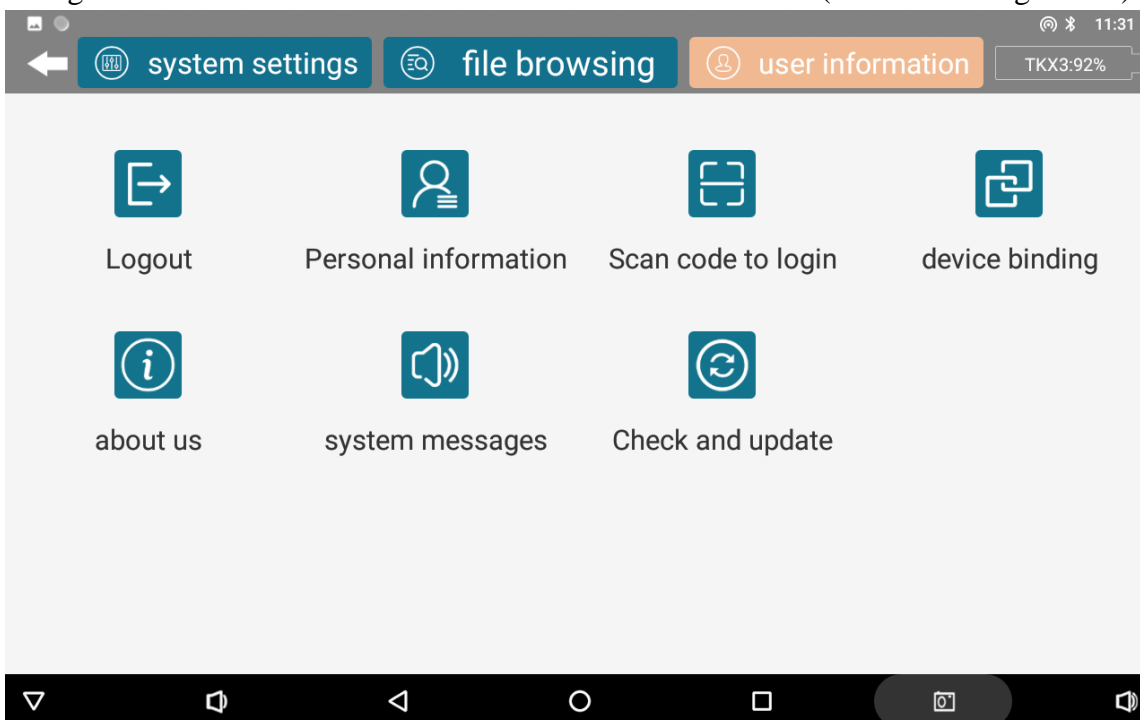 11:31
system settings file browsing user information TKX3:92%
Logout Personal information Scan code to login device binding
about us system messages Check and update